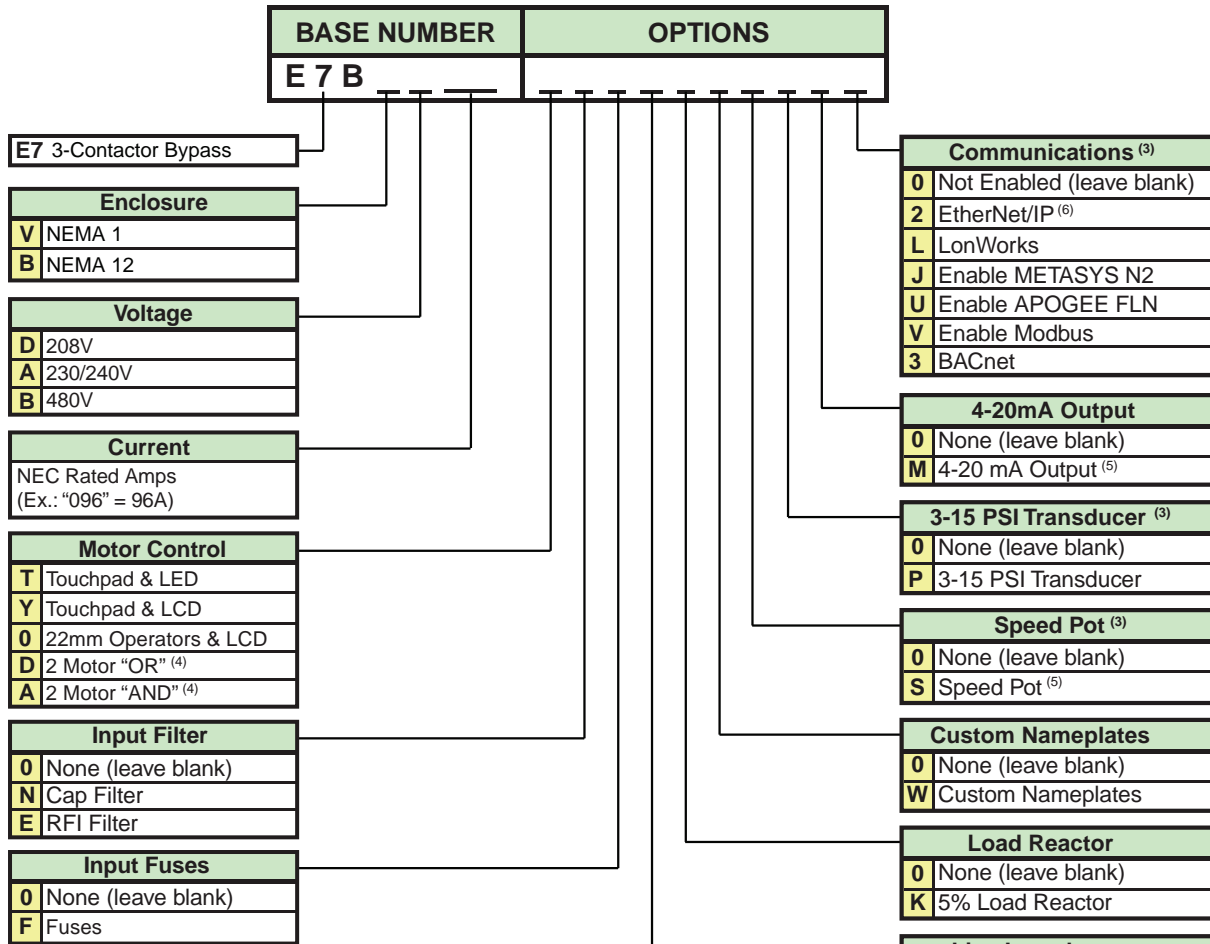 BASE NUMBER
OPTIONS
E 7 B
E7 3-Contactor Bypass
Enclosure
V NEMA 1
B NEMA 12
Voltage
D 208V
A 230/240V
B 480V
Current
NEC Rated Amps
(Ex.: “096” = 96A)
Motor Control
T Touchpad & LED
Y Touchpad & LCD
0 22mm Operators & LCD
D 2 Motor “OR” (4)
A 2 Motor “AND” (4)
Input Filter
0 None (leave blank)
N Cap Filter
E RFI Filter
Input Fuses
0 None (leave blank)
F Fuses
Communications (3)
0 Not Enabled (leave blank)
2 EtherNet/IP (6)
L LonWorks
J Enable METASYS N2
U Enable APOGEE FLN
V Enable Modbus
3 BACnet
4-20mA Output
0 None (leave blank)
M 4-20 mA Output (5)
3-15 PSI Transducer (3)
0 None (leave blank)
P 3-15 PSI Transducer
Speed Pot (3)
0 None (leave blank)
S Speed Pot (5)
Custom Nameplates
0 None (leave blank)
W Custom Nameplates
Load Reactor
0 None (leave blank)
K 5% Load Reactor